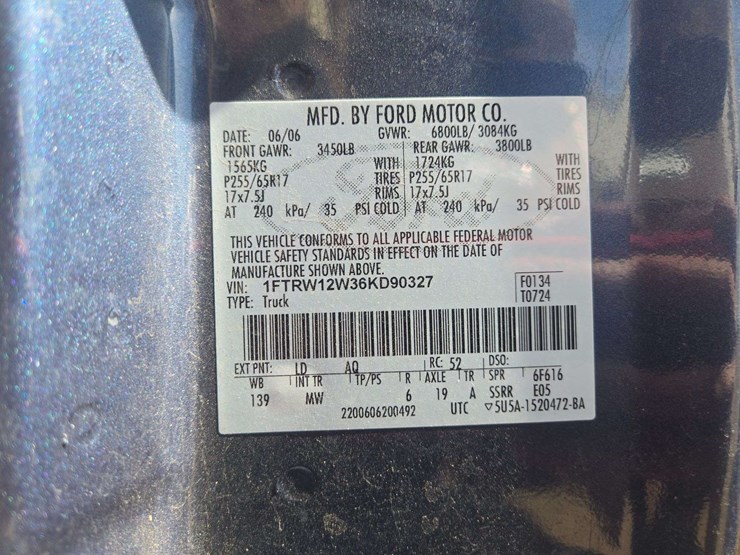 MFD. BY FORD MOTOR CO.
DATE: 06/06 GVWR: 6800LB/ 3084KG
FRONT GAWR: 3450LB REAR GAWR: 3800LB
1565KG WITH 1724KG WITH
P255/65R17 TIRES P255/65R17 TIRES
17x7.5J RIMS 17x7.5J RIMS
AT 240 kPa/ 35 PSI COLD AT 240 kPa/ 35 PSI COLD
THIS VEHICLE CONFORMS TO ALL APPLICABLE FEDERAL MOTOR
VEHICLE SAFETY STANDARDS IN EFFECT ON THE DATE OF
MANUFACTURE SHOWN ABOVE.
VIN: 1FTRW12W36KD90327 F0134
TYPE: Truck T0724
EXT PNT: LD AQ RC: 52 DSO:
WB INT TR TP/PS R AXLE TR SPR 6F616
139 MW 6 19 A SSRR E05
2200606200492 UTC ▽5U5A-1520472-BA